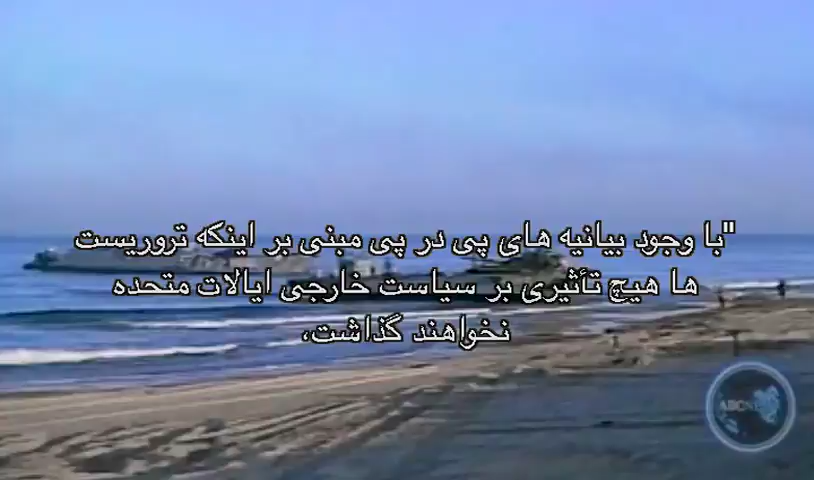 "با وجود بیانیه های پی در پی مبنی بر اینکه تروریست
ها هیچ تأثیری بر سیاست خارجی ایالات متحده
نخواهند گذاشت،